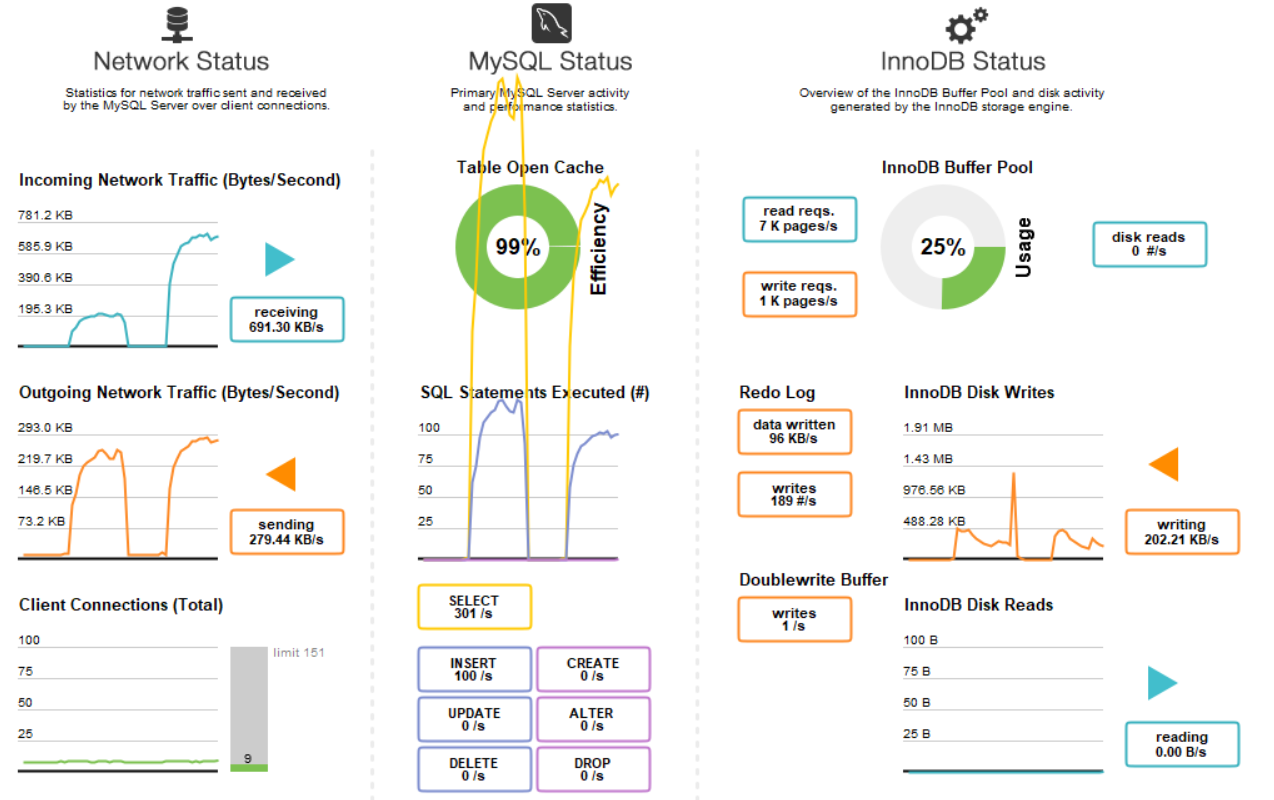 Network Status
Statistics for network traffic sent and received
by the MySQL Server over client connections.
Incoming Network Traffic (Bytes/Second)
781.2 KB
585.9 KB
390.6 KB
195.3 KB
receiving
691.30 KB/s
Outgoing Network Traffic (Bytes/Second)
293.0 KB
219.7 KB
146.5 KB
73.2 KB
sending
279.44 KB/s
Client Connections (Total)
100
75
50
25
limit 151
9
MySQL Status
Primary MySQL Server activity
and performance statistics.
Table Open Cache
99%
Efficiency
SQL Statements Executed (#)
100
75
50
25
SELECT
301 /s
INSERT
100 /s
CREATE
0 /s
UPDATE
0 /s
ALTER
0 /s
DELETE
0 /s
DROP
0 /s
InnoDB Status
Overview of the InnoDB Buffer Pool and disk activity
generated by the InnoDB storage engine.
InnoDB Buffer Pool
read reqs.
7 K pages/s
write reqs.
1 K pages/s
25%
Usage
disk reads
0 #/s
Redo Log
data written
96 KB/s
writes
189 #/s
Doublewrite Buffer
writes
1 /s
InnoDB Disk Writes
1.91 MB
1.43 MB
976.56 KB
488.28 KB
writing
202.21 KB/s
InnoDB Disk Reads
100 B
75 B
50 B
25 B
reading
0.00 B/s